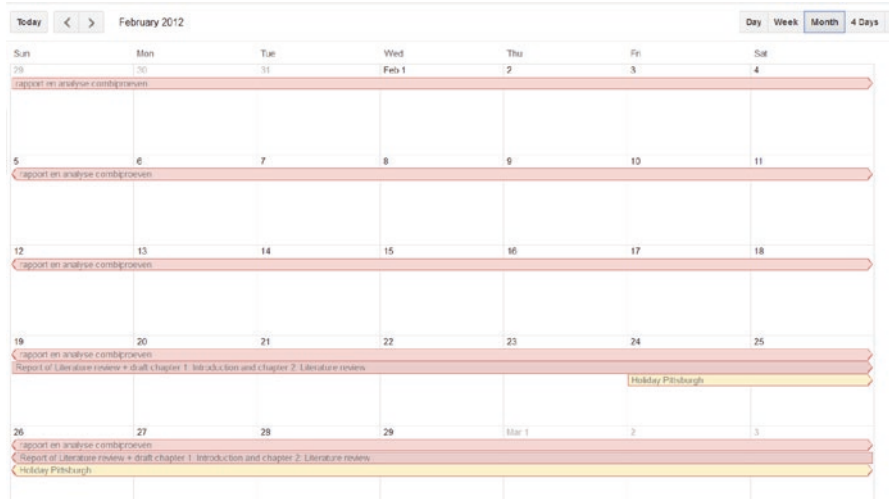 Today < > February 2012 Day Week Month 4 Days
Sun Mon Tue Wed Thu Fri Sat
29 30 31 Feb 1 2 3 4
rapport en analyse combiproeven
5 6 7 8 9 10 11
rapport en analyse combiproeven
12 13 14 15 16 17 18
rapport en analyse combiproeven
19 20 21 22 23 24 25
rapport en analyse combiproeven
Report of Literature review + draft chapter 1: Introduction and chapter 2: Literature review
Holiday Pittsburgh
26 27 28 29 Mar 1 2 3
rapport en analyse combiproeven
Report of Literature review + draft chapter 1: Introduction and chapter 2: Literature review
Holiday Pittsburgh